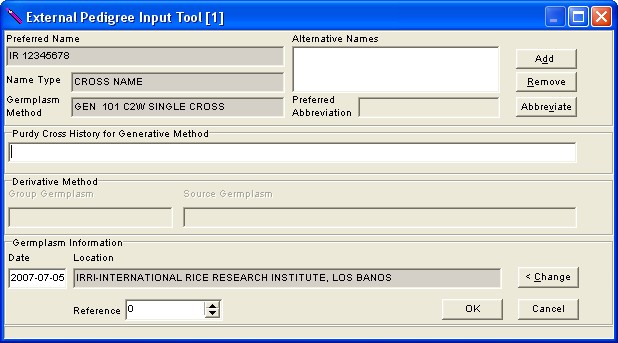 External Pedigree Input Tool [1]
Preferred Name
Alternative Names
IR 12345678
Add
Name Type
CROSS NAME
Remove
Germplasm Method
GEN 101 C2W SINGLE CROSS
Preferred Abbreviation
Abbreviate
Purdy Cross History for Generative Method
Derivative Method
Group Germplasm
Source Germplasm
Germplasm Information
Date
Location
2007-07-05
IRRI-INTERNATIONAL RICE RESEARCH INSTITUTE, LOS BANOS
< Change
Reference
0
OK
Cancel